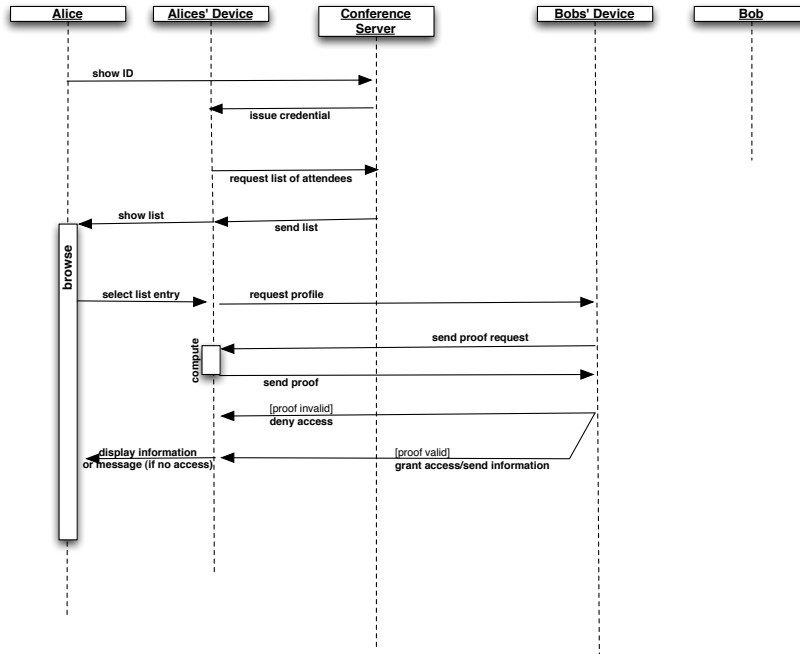 Alice
Alices' Device
Conference
Server
Bobs' Device
Bob
show ID
issue credential
request list of attendees
show list
send list
browse
select list entry
request profile
send proof request
compute
send proof
[proof invalid]
deny access
display information
or message (if no access)
[proof valid]
grant access/send information